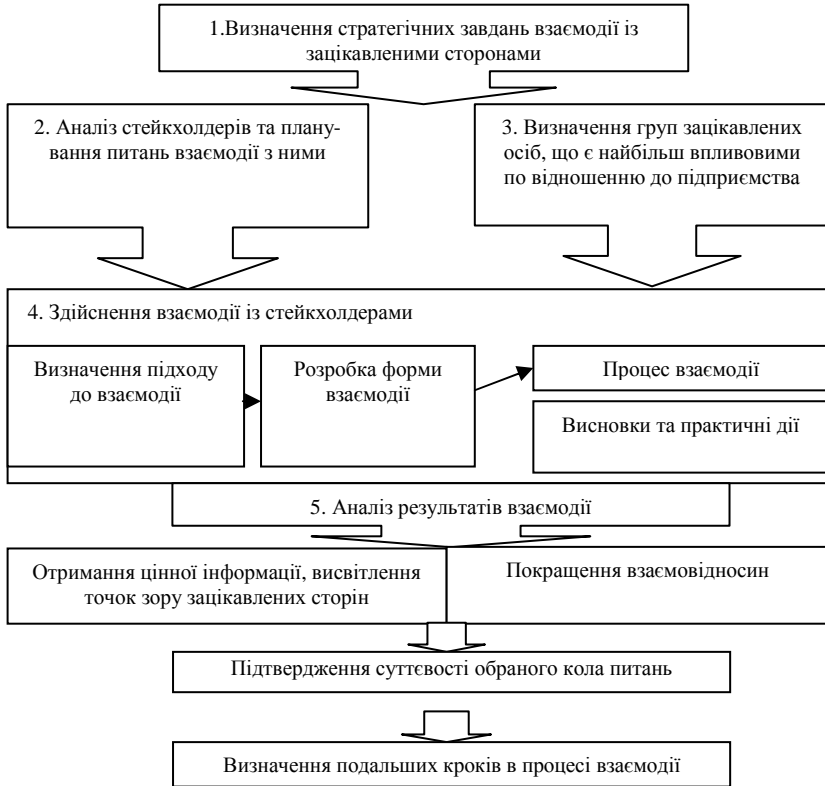 1.Визначення стратегічних завдань взаємодії із
зацікавленими сторонами
2. Аналіз стейкхолдерів та плану-
вання питань взаємодії з ними
3. Визначення груп зацікавлених
осіб, що є найбільш впливовими
по відношенню до підприємства
4. Здійснення взаємодії із стейкхолдерами
Визначення підходу
до взаємодії
Розробка форми
взаємодії
Процес взаємодії
Висновки та практичні дії
5. Аналіз результатів взаємодії
Отримання цінної інформації, висвітлення
точок зору зацікавлених сторін
Покращення взаємовідносин
Підтвердження суттєвості обраного кола питань
Визначення подальших кроків в процесі взаємодії